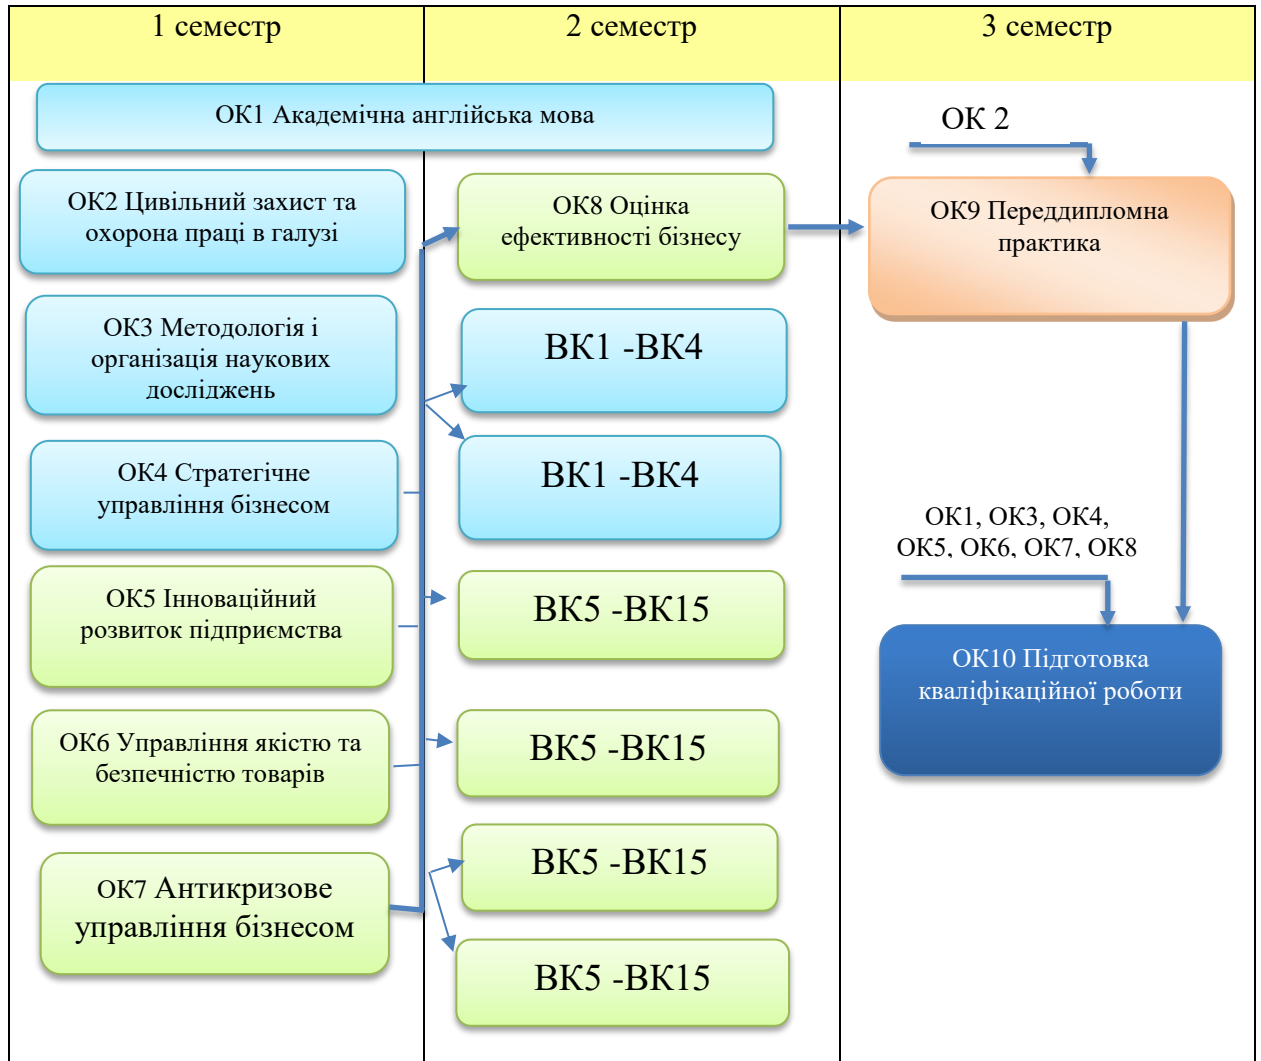 1 семестр
2 семестр
3 семестр
ОК1 Академічна англійська мова
ОК2 Цивільний захист та
охорона праці в галузі
ОК3 Методологія і
організація наукових
досліджень
ОК4 Стратегічне
управління бізнесом
ОК5 Інноваційний
розвиток підприємства
ОК6 Управління якістю та
безпечністю товарів
ОК7 Антикризове
управління бізнесом
ОК8 Оцінка
ефективності бізнесу
ВК1 -ВК4
ВК1 -ВК4
ВК5 -ВК15
ВК5 -ВК15
ВК5 -ВК15
ВК5 -ВК15
ОК 2
ОК9 Переддипломна
практика
ОК1, ОК3, ОК4,
ОК5, ОК6, ОК7, ОК8
ОК10 Підготовка
кваліфікаційної роботи